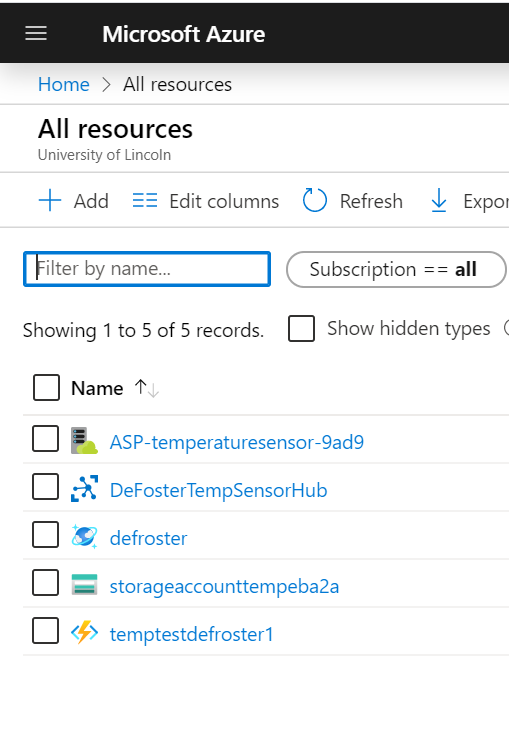 Microsoft Azure
Home > All resources
All resources
University of Lincoln
Add Edit columns Refresh Expor
Filter by name... Subscription == all
Showing 1 to 5 of 5 records. Show hidden types
Name ↑↓
ASP-temperaturesensor-9ad9
DeFosterTempSensorHub
defroster
storageaccounttempeba2a
temptestdefroster1